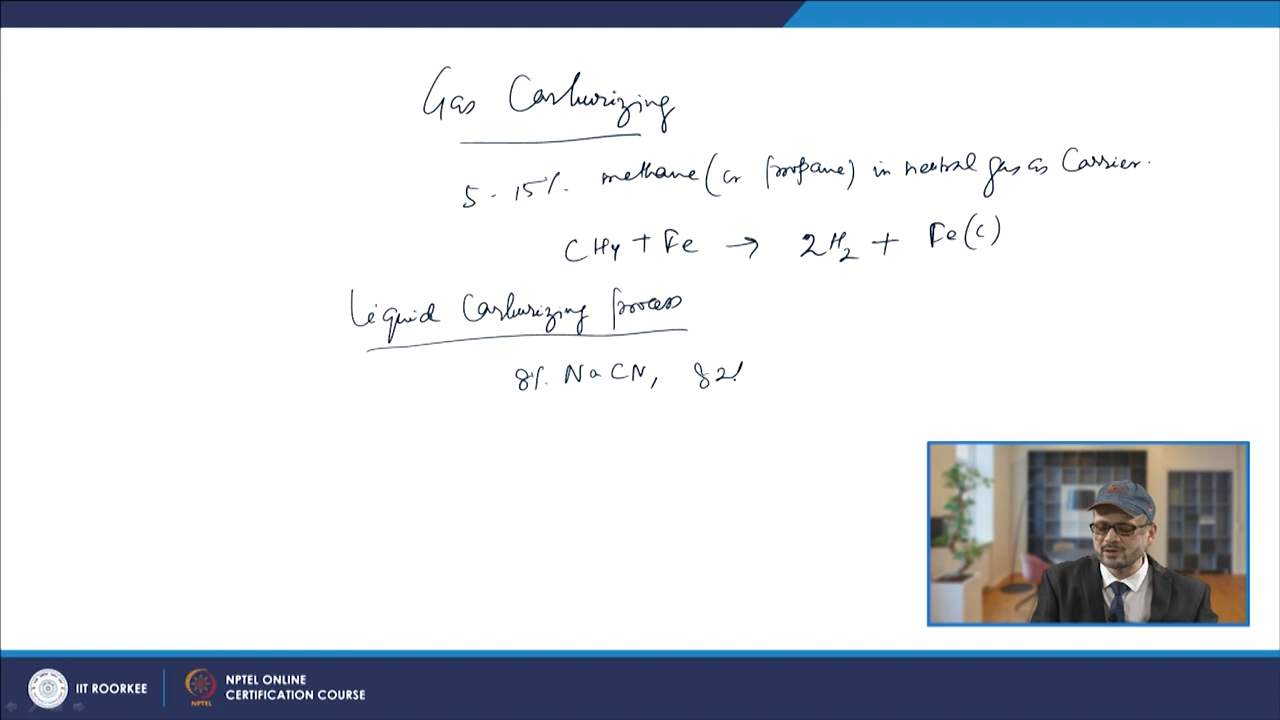 Gas Carburizing
5 - 15% methane (or propane) in neutral gas as Carrier.
CH4 + Fe → 2H2 + Fe(C)
Liquid Carburizing process
8% NaCN, 82%
IIT ROORKEE
NPTEL
NPTEL ONLINE
CERTIFICATION COURSE